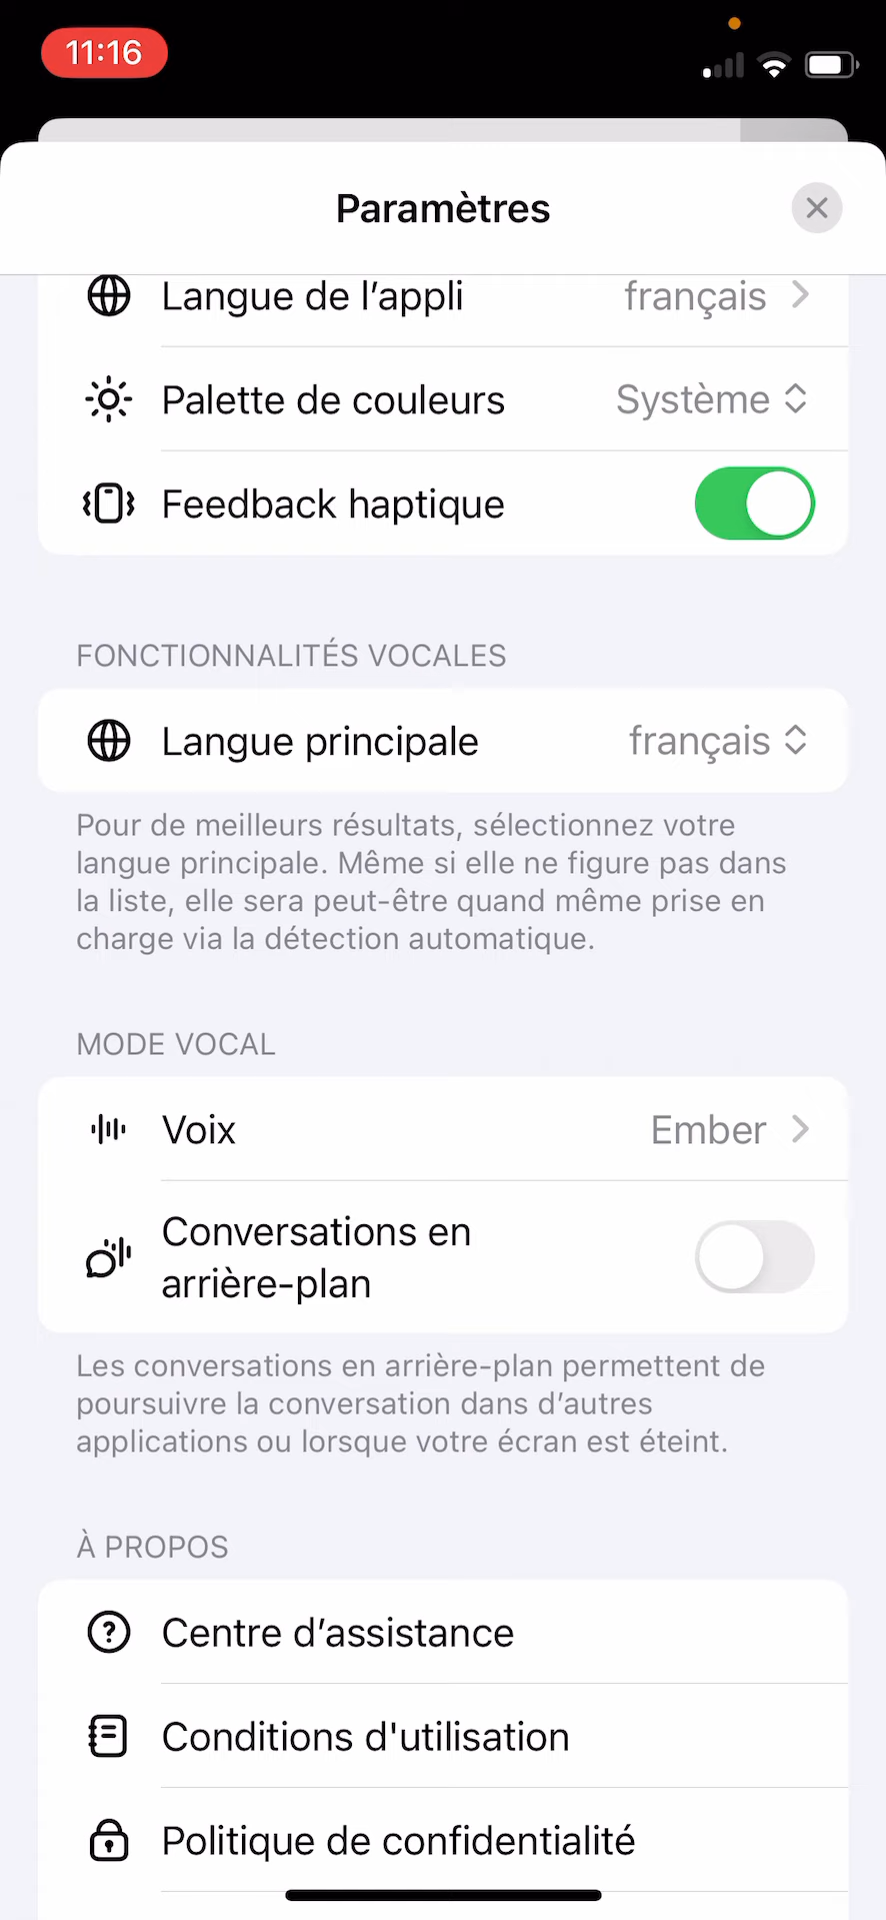 11:16
Paramètres
Langue de l’appli français
Palette de couleurs Système
Feedback haptique
FONCTIONNALITÉS VOCALES
Langue principale français
Pour de meilleurs résultats, sélectionnez votre
langue principale. Même si elle ne figure pas dans
la liste, elle sera peut-être quand même prise en
charge via la détection automatique.
MODE VOCAL
Voix Ember
Conversations en
arrière-plan
Les conversations en arrière-plan permettent de
poursuivre la conversation dans d’autres
applications ou lorsque votre écran est éteint.
À PROPOS
Centre d’assistance
Conditions d'utilisation
Politique de confidentialité